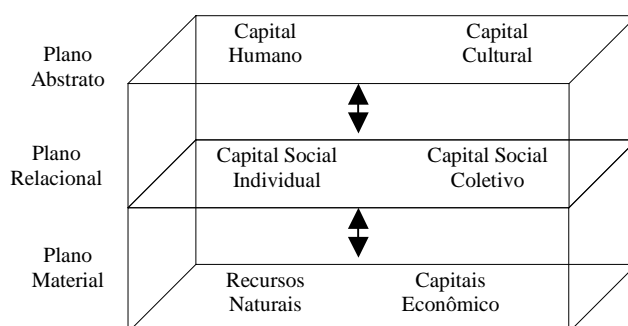 Plano
Abstrato
Capital
Humano
Capital
Cultural
Plano
Relacional
Capital Social
Individual
Capital Social
Coletivo
Plano
Material
Recursos
Naturais
Capitais
Econômico